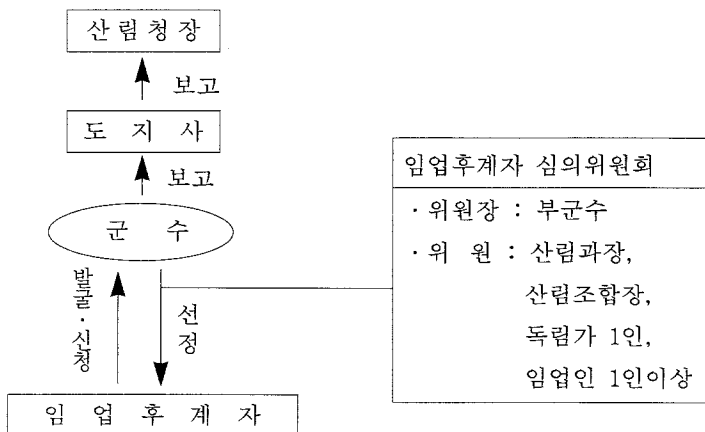 산림청장
보고
도 지 사
보고
군 수
발굴·신청
선정
임 업 후 계 자
임업후계자 심의위원회
· 위원장 : 부군수
· 위 원 : 산림과장,
산림조합장,
독림가 1인,
임업인 1인이상